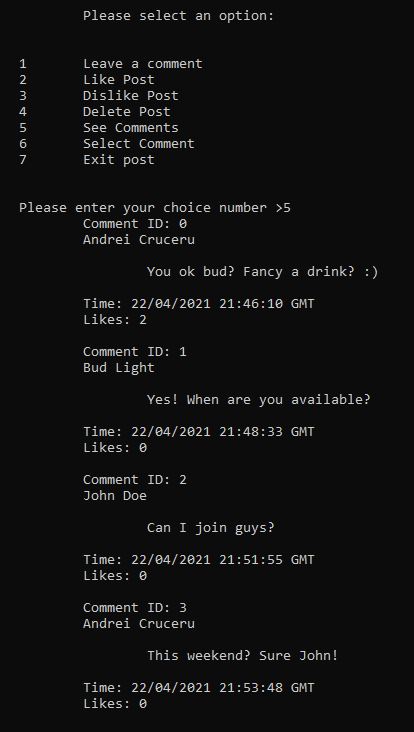 Please select an option:
1 Leave a comment
2 Like Post
3 Dislike Post
4 Delete Post
5 See Comments
6 Select Comment
7 Exit post
Please enter your choice number >5
Comment ID: 0
Andrei Cruceru
You ok bud? Fancy a drink? :)
Time: 22/04/2021 21:46:10 GMT
Likes: 2
Comment ID: 1
Bud Light
Yes! When are you available?
Time: 22/04/2021 21:48:33 GMT
Likes: 0
Comment ID: 2
John Doe
Can I join guys?
Time: 22/04/2021 21:51:55 GMT
Likes: 0
Comment ID: 3
Andrei Cruceru
This weekend? Sure John!
Time: 22/04/2021 21:53:48 GMT
Likes: 0